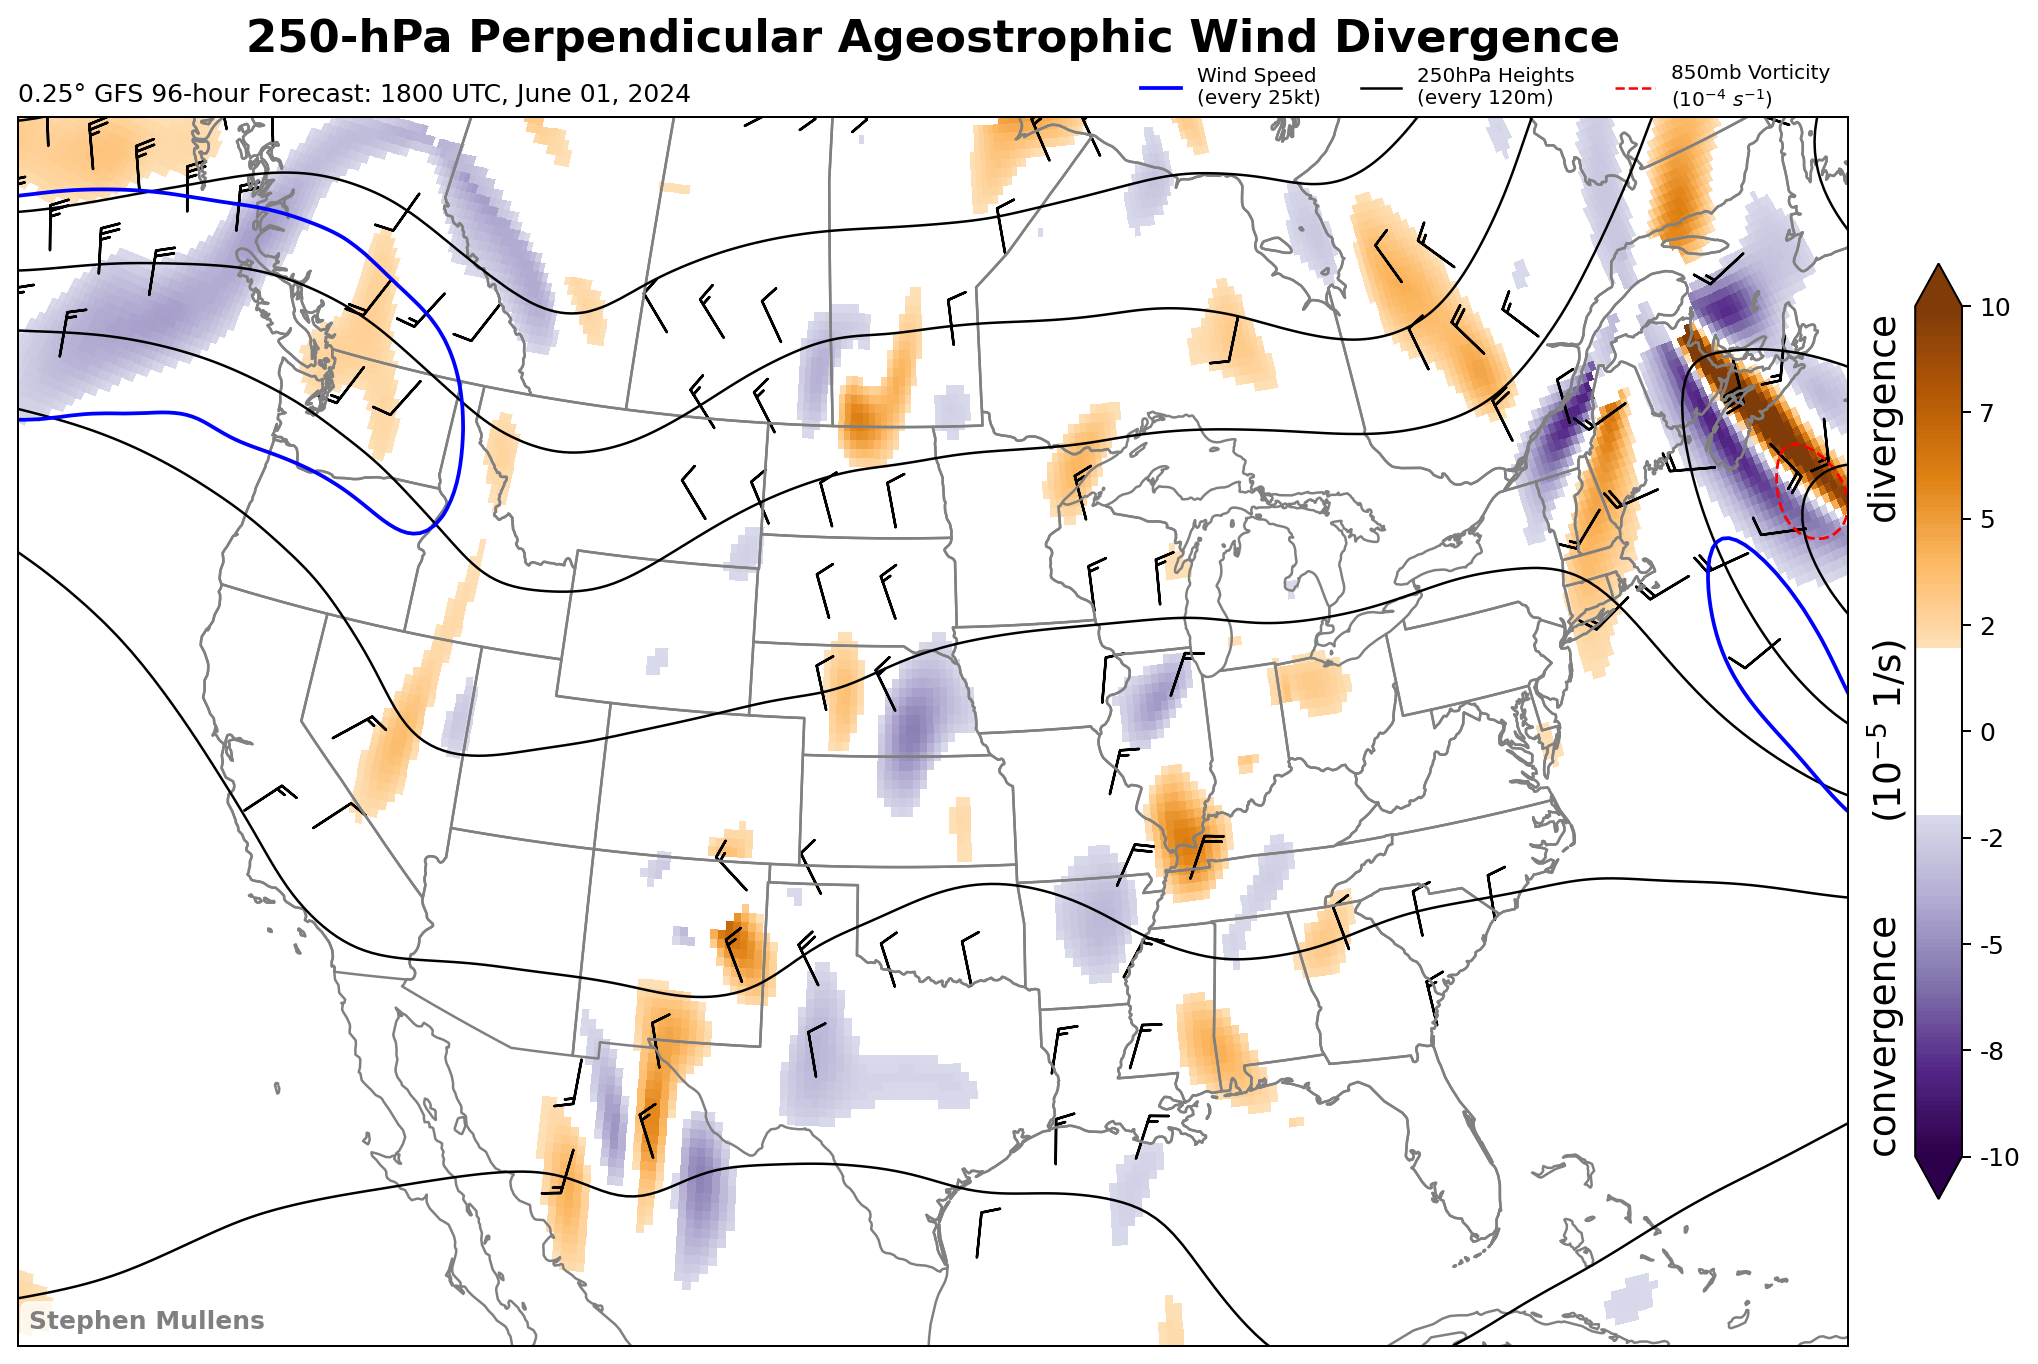 250-hPa Perpendicular Ageostrophic Wind Divergence
0.25° GFS 96-hour Forecast: 1800 UTC, June 01, 2024
Wind Speed
(every 25kt)
250hPa Heights
(every 120m)
850mb Vorticity
(10⁻⁴ s⁻¹)
10
7
5
2
0
-2
-5
-8
-10
convergence (10⁻⁵ 1/s) divergence
Stephen Mullens